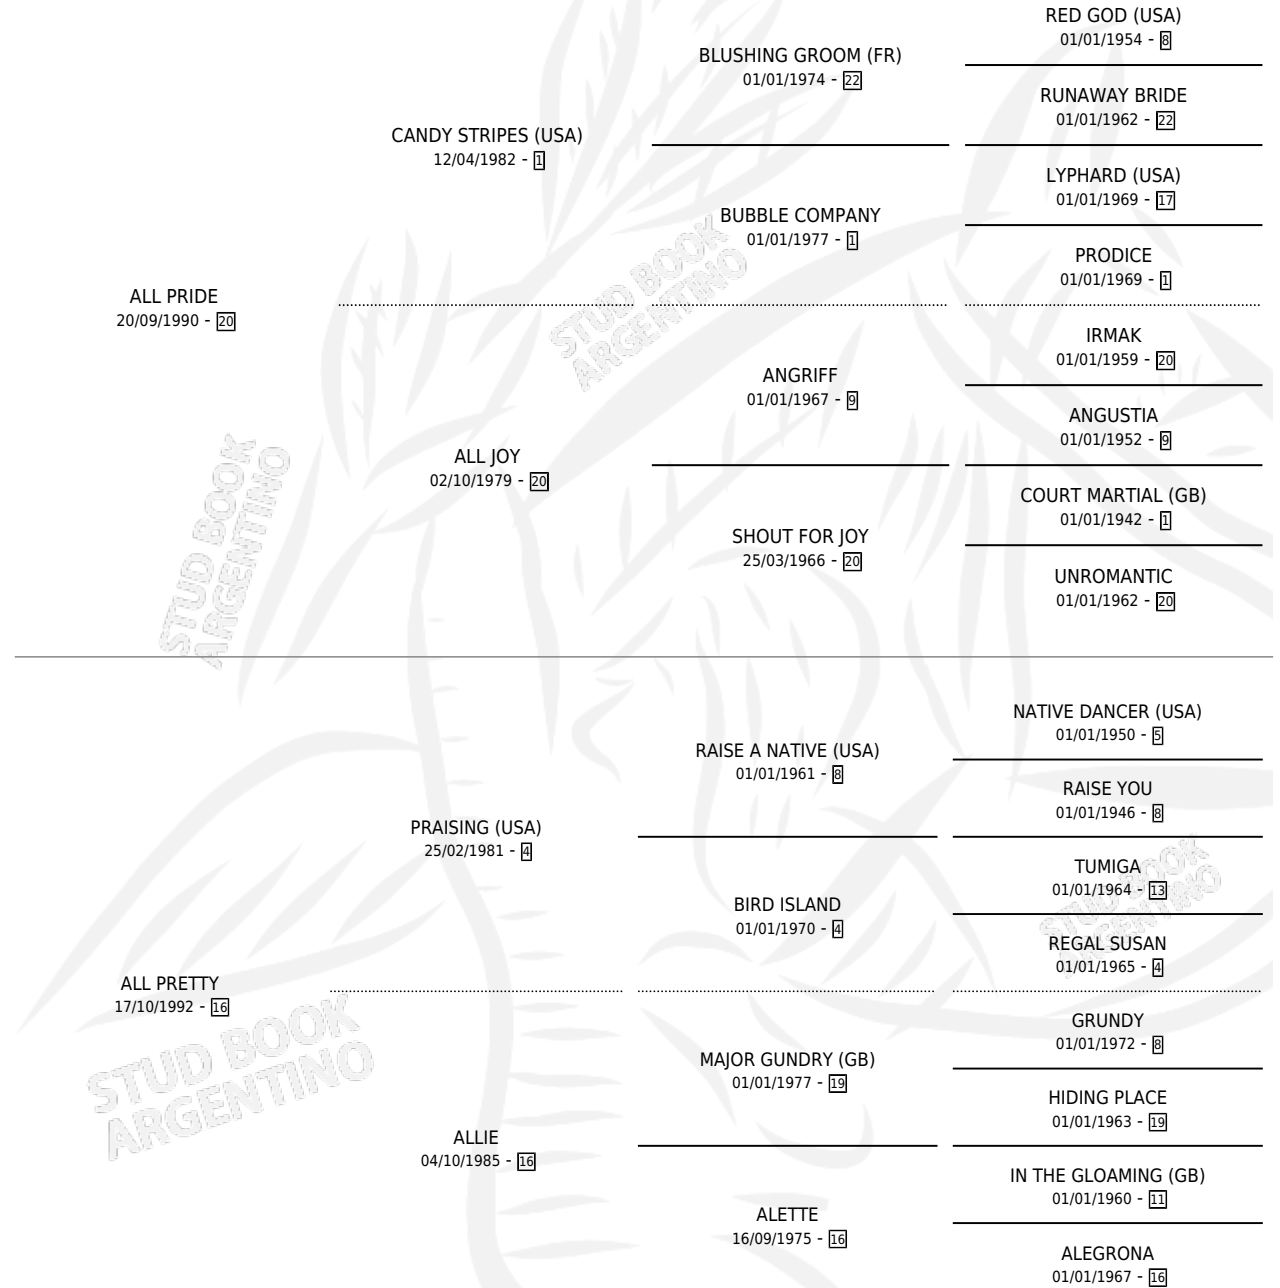 RED GOD (USA)
01/01/1954 - 8
BLUSHING GROOM (FR)
01/01/1974 - 22
RUNAWAY BRIDE
01/01/1962 - 22
CANDY STRIPES (USA)
12/04/1982 - 1
LYPHARD (USA)
01/01/1969 - 17
BUBBLE COMPANY
01/01/1977 - 1
PRODICE
01/01/1969 - 1
ALL PRIDE
20/09/1990 - 20
STUD BOOK
ARGENTINO
IRMAK
01/01/1959 - 20
ANGRIFF
01/01/1967 - 9
ANGUSTIA
01/01/1952 - 9
ALL JOY
02/10/1979 - 20
COURT MARTIAL (GB)
01/01/1942 - 1
SHOUT FOR JOY
25/03/1966 - 20
UNROMANTIC
01/01/1962 - 20
STUD BOOK
ARGENTINO
NATIVE DANCER (USA)
01/01/1950 - 5
RAISE A NATIVE (USA)
01/01/1961 - 8
RAISE YOU
01/01/1946 - 8
PRAISING (USA)
25/02/1981 - 4
TUMIGA
01/01/1964 - 13
BIRD ISLAND
01/01/1970 - 4
STUD BOOK
ARGENTINO
REGAL SUSAN
01/01/1965 - 4
ALL PRETTY
17/10/1992 - 16
STUD BOOK
ARGENTINO
GRUNDY
01/01/1972 - 8
MAJOR GUNDRY (GB)
01/01/1977 - 19
HIDING PLACE
01/01/1963 - 19
ALLIE
04/10/1985 - 16
IN THE GLOAMING (GB)
01/01/1960 - 11
ALETTE
16/09/1975 - 16
ALEGRONA
01/01/1967 - 16